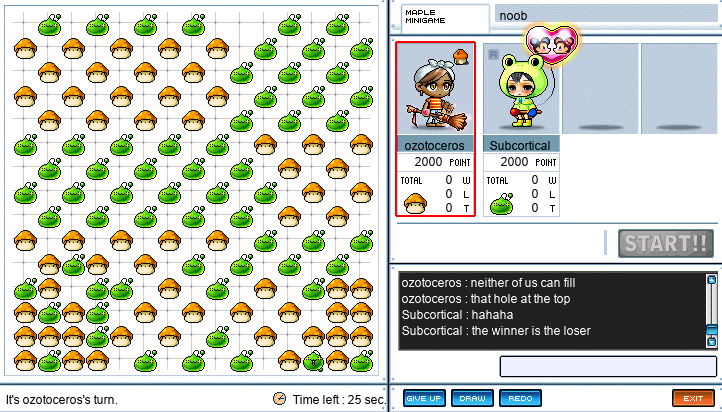 MAPLE
MINIGAME
noob
R
ozotoceros
Subcortical
2000 POINT
2000 POINT
TOTAL 0 W
0 L
0 T
TOTAL 0 W
0 L
0 T
START!!
ozotoceros : neither of us can fill
ozotoceros : that hole at the top
Subcortical : hahaha
Subcortical : the winner is the loser
It's ozotoceros's turn.
Time left : 25 sec.
GIVE UP
DRAW
REDO
EXIT